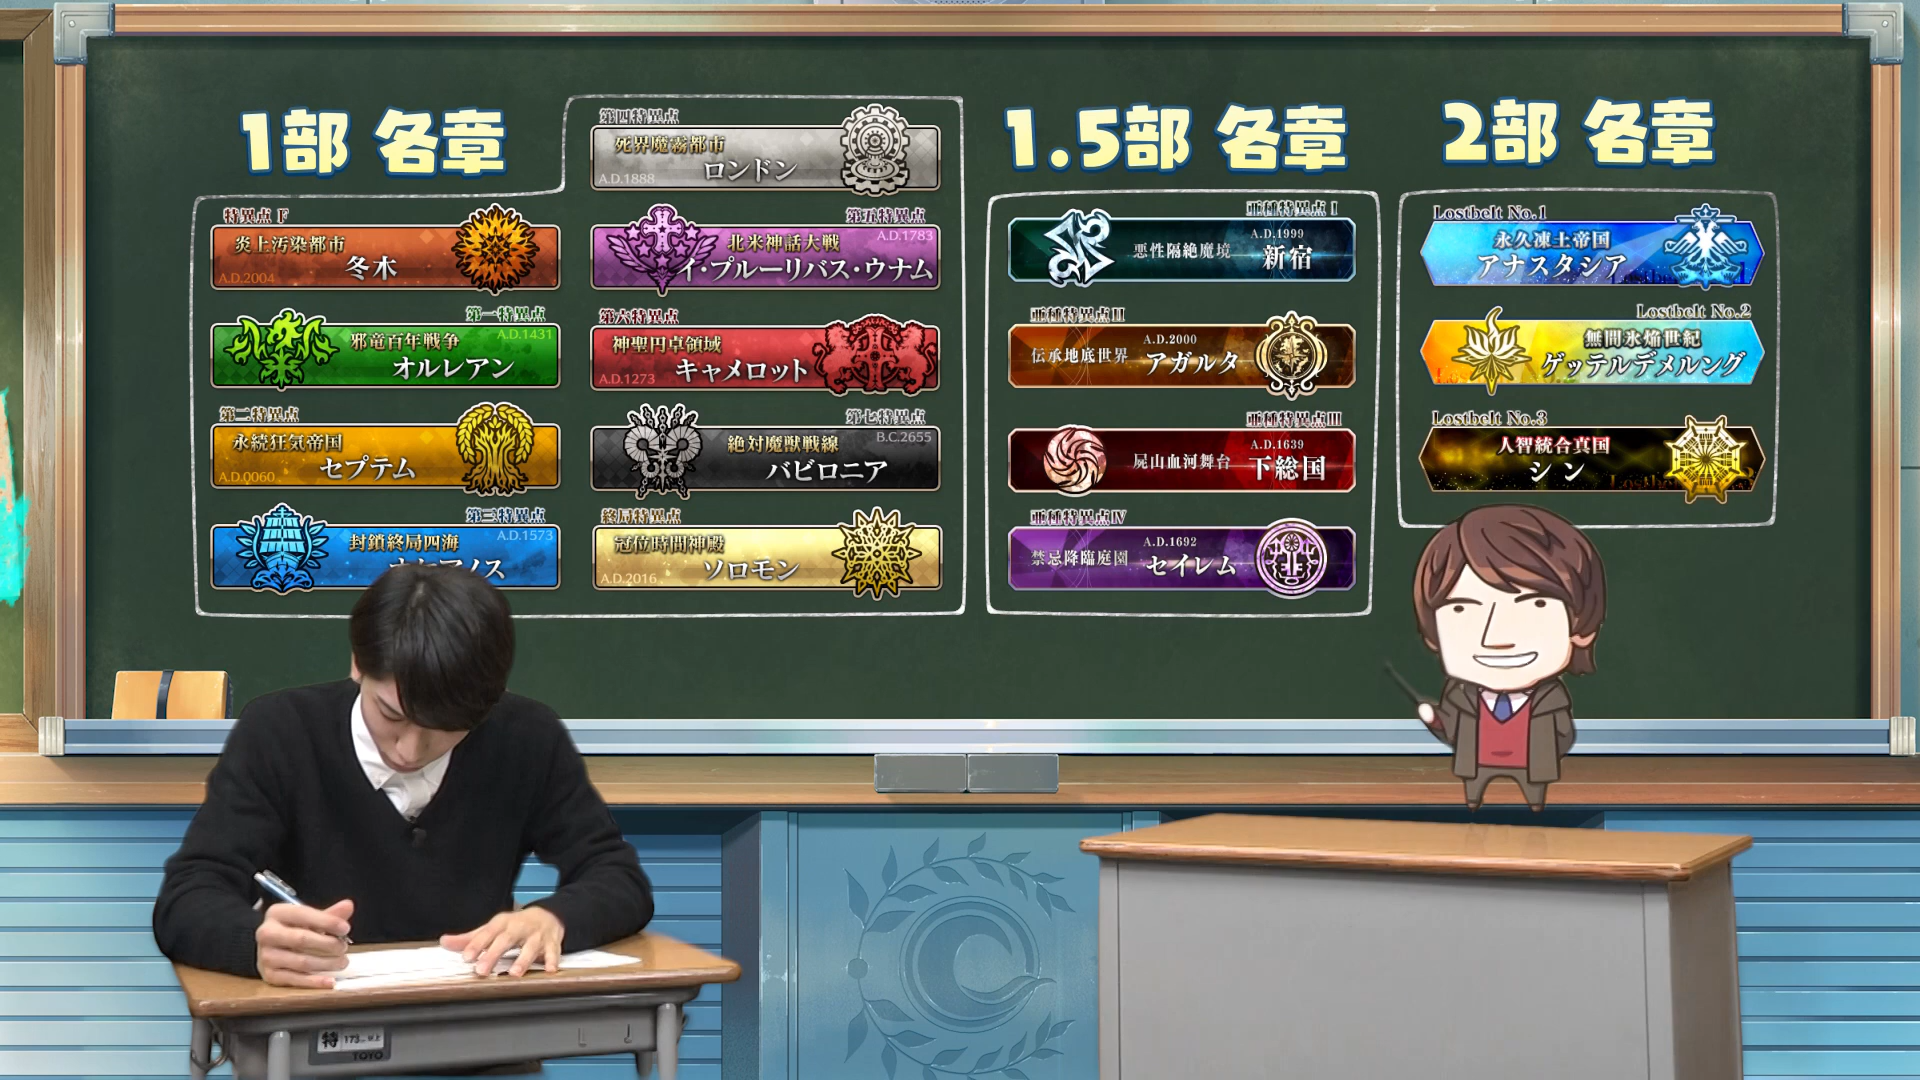 1部 各章
特異点 F
炎上汚染都市
冬木
A.D.2004
第一特異点
A.D.1431
邪竜百年戦争
オルレアン
第二特異点
永続狂気帝国
セプテム
A.D.0060
第三特異点
A.D.1573
封鎖終局四海
ノス
第四特異点
死界魔霧都市
ロンドン
A.D.1888
第五特異点
A.D.1783
北米神話大戦
イ・プルーリバス・ウナム
第六特異点
神聖円卓領域
キャメロット
A.D.1273
第七特異点
B.C.2655
絶対魔獣戦線
バビロニア
終局特異点
冠位時間神殿
ソロモン
A.D.2016
1.5部 各章
亜種特異点 I
A.D.1999
悪性隔絶魔境 新宿
亜種特異点II
A.D.2000
伝承地底世界 アガルタ
亜種特異点III
A.D.1639
屍山血河舞台 下総国
亜種特異点IV
A.D.1692
禁忌降臨庭園 セイレム
2部 各章
Lostbelt No.1
永久凍土帝国
アナスタシア
Lostbelt No.2
無間氷焔世紀
ゲッテルデメルング
Lostbelt No.3
人智統合真国
シン
特 173
TOYO